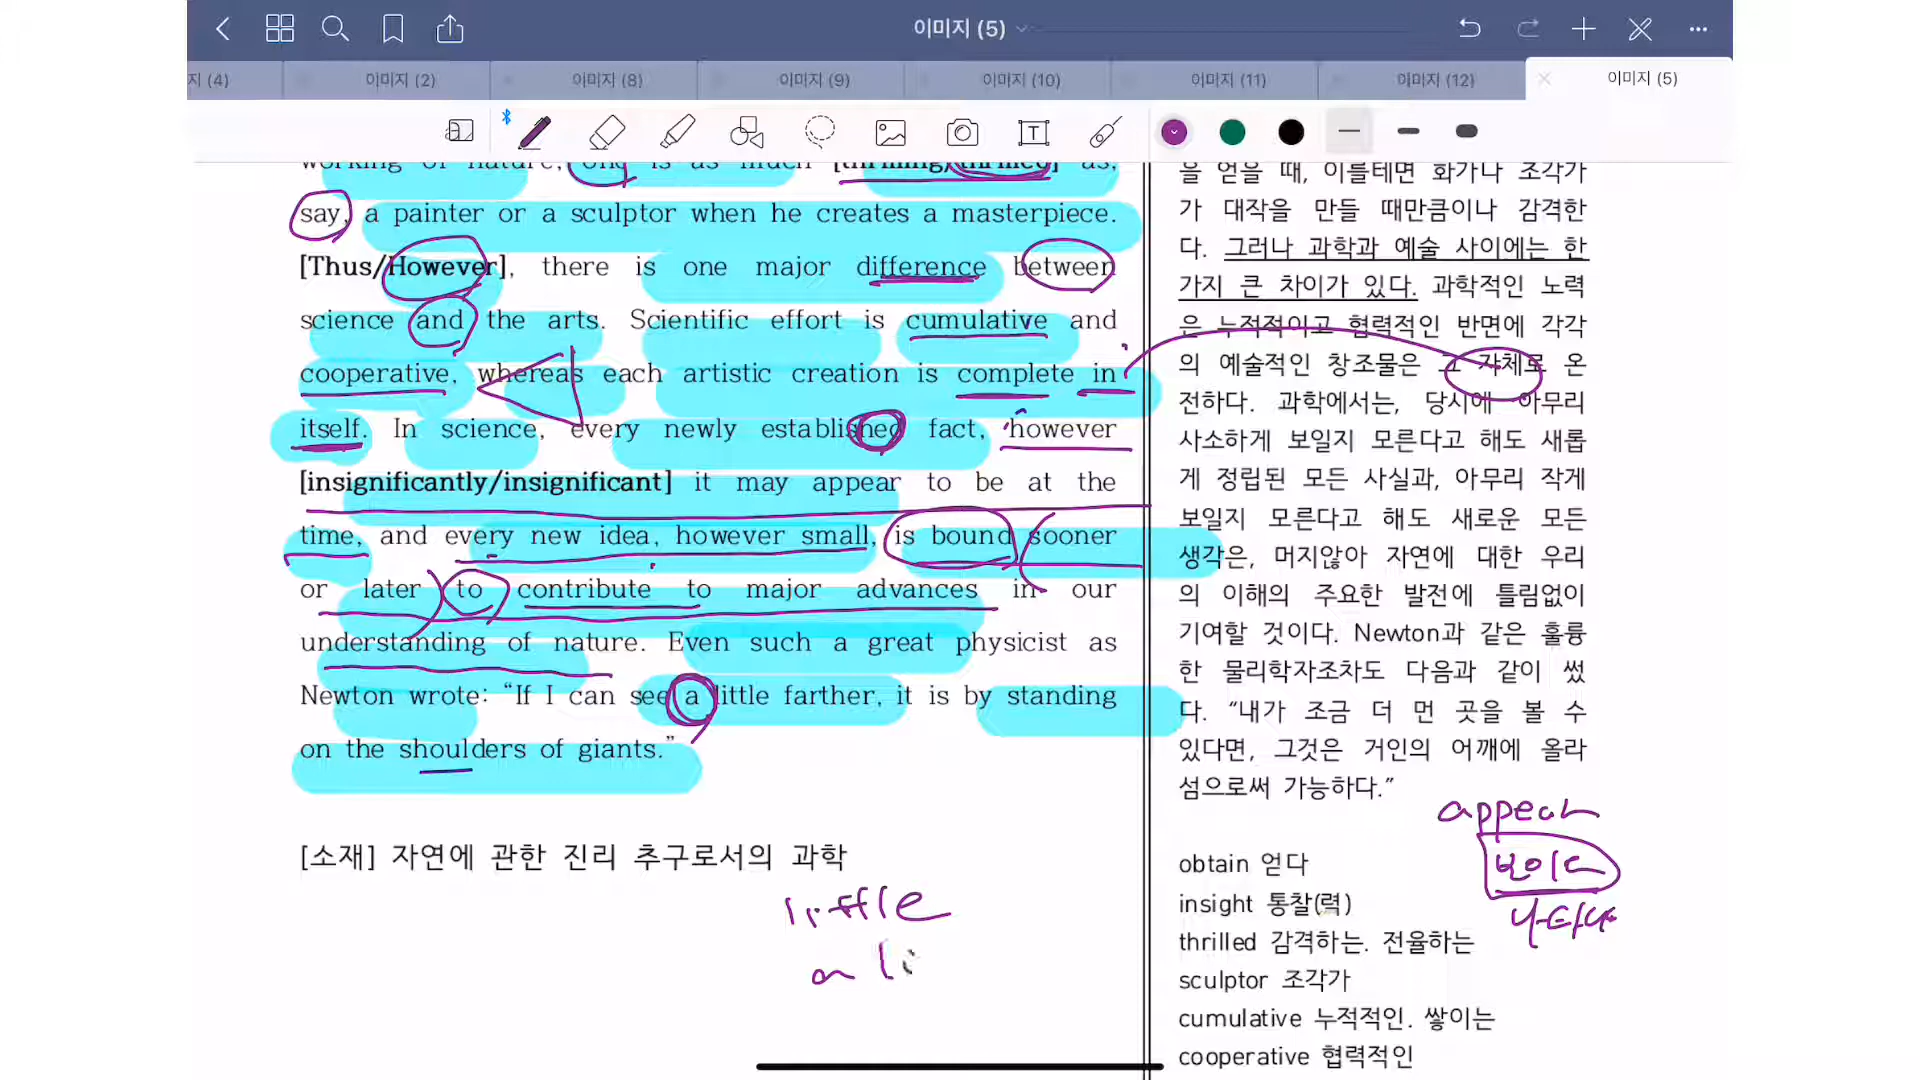 이미지 (5)
지 (4)
이미지 (2)
이미지 (8)
이미지 (9)
이미지 (10)
이미지 (11)
이미지 (12)
이미지 (5)
working of nature, one is as much [thrilling/thrilled] as,
say, a painter or a sculptor when he creates a masterpiece.
[Thus/However], there is one major difference between
science and the arts. Scientific effort is cumulative and
cooperative, whereas each artistic creation is complete in
itself. In science, every newly established fact, however
[insignificantly/insignificant] it may appear to be at the
time, and every new idea, however small, is bound sooner
or later to contribute to major advances in our
understanding of nature. Even such a great physicist as
Newton wrote: “If I can see a little farther, it is by standing
on the shoulders of giants.”
[소재] 자연에 관한 진리 추구로서의 과학
little
a li
을 얻을 때, 이를테면 화가나 조각가
가 대작을 만들 때만큼이나 감격한
다. 그러나 과학과 예술 사이에는 한
가지 큰 차이가 있다. 과학적인 노력
은 누적적이고 협력적인 반면에 각각
의 예술적인 창조물은 그 자체로 온
전하다. 과학에서는, 당시에 아무리
사소하게 보일지 모른다고 해도 새롭
게 정립된 모든 사실과, 아무리 작게
보일지 모른다고 해도 새로운 모든
생각은, 머지않아 자연에 대한 우리
의 이해의 주요한 발전에 틀림없이
기여할 것이다. Newton과 같은 훌륭
한 물리학자조차도 다음과 같이 썼
다. “내가 조금 더 먼 곳을 볼 수
있다면, 그것은 거인의 어깨에 올라
섬으로써 가능하다.”
appear
obtain 얻다
insight 통찰(력)
thrilled 감격하는. 전율하는
sculptor 조각가
cumulative 누적적인. 쌓이는
cooperative 협력적인